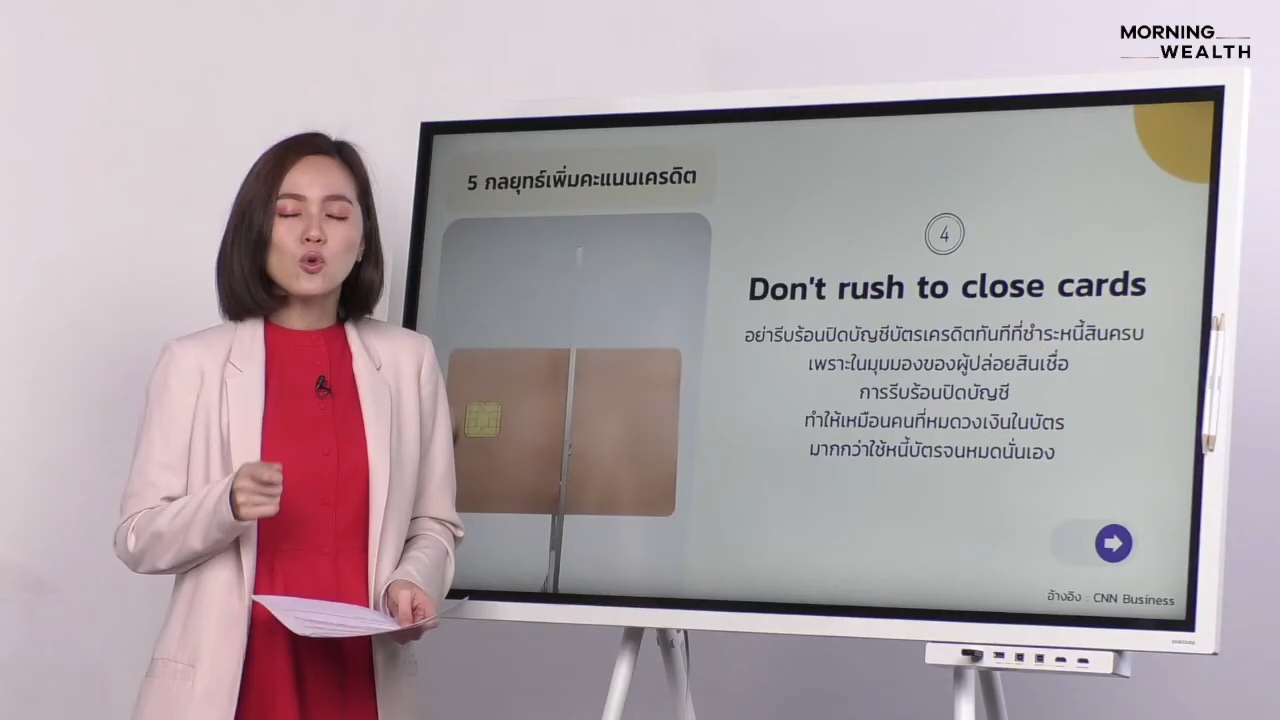 MORNING
WEALTH
5 กลยุทธ์เพิ่มคะแนนเครดิต
4
Don't rush to close cards
อย่ารีบร้อนปิดบัญชีบัตรเครดิตทันทีที่ชำระหนี้สินครบ
เพราะในมุมมองของผู้ปล่อยสินเชื่อ
การรีบร้อนปิดบัญชี
ทำให้เหมือนคนที่หมดวงเงินในบัตร
มากกว่าใช้หนี้บัตรจนหมดนั่นเอง
อ้างอิง : CNN Business
SAMSUNG